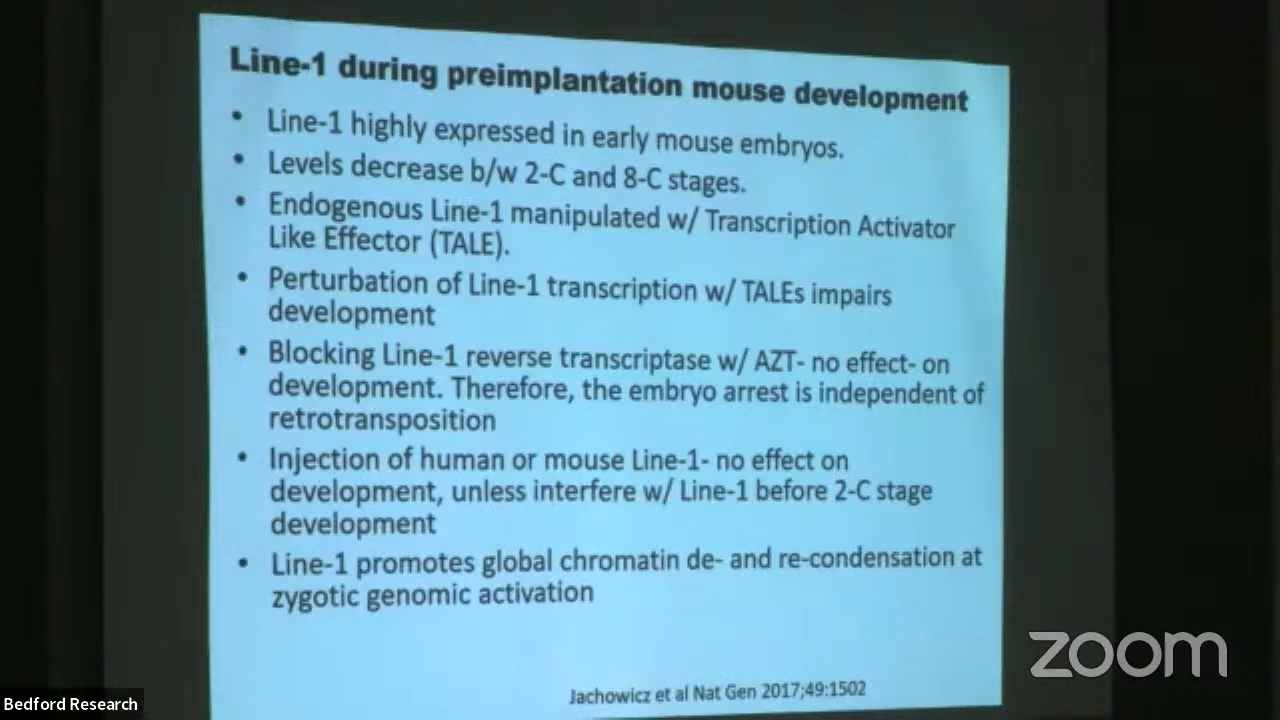 Line-1 during preimplantation mouse development
• Line-1 highly expressed in early mouse embryos.
• Levels decrease b/w 2-C and 8-C stages.
• Endogenous Line-1 manipulated w/ Transcription Activator
Like Effector (TALE).
• Perturbation of Line-1 transcription w/ TALEs impairs
development
• Blocking Line-1 reverse transcriptase w/ AZT- no effect- on
development. Therefore, the embryo arrest is independent of
retrotransposition
• Injection of human or mouse Line-1- no effect on
development, unless interfere w/ Line-1 before 2-C stage
development
• Line-1 promotes global chromatin de- and re-condensation at
zygotic genomic activation
Jachowicz et al Nat Gen 2017;49:1502
zoom
Bedford Research